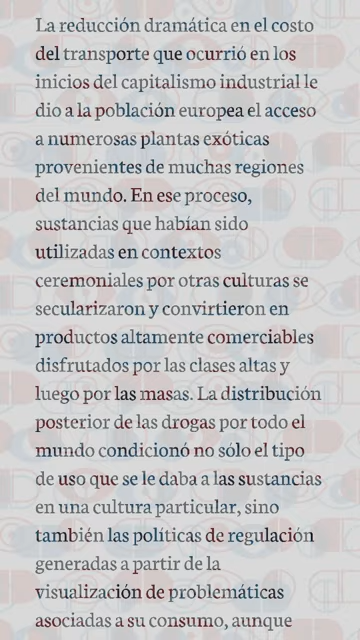 La reducción dramática en el costo
del transporte que ocurrió en los
inicios del capitalismo industrial le
dio a la población europea el acceso
a numerosas plantas exóticas
provenientes de muchas regiones
del mundo. En ese proceso,
sustancias que habían sido
utilizadas en contextos
ceremoniales por otras culturas se
secularizaron y convirtieron en
productos altamente comerciables
disfrutados por las clases altas y
luego por las masas. La distribución
posterior de las drogas por todo el
mundo condicionó no sólo el tipo
de uso que se le daba a las sustancias
en una cultura particular, sino
también las políticas de regulación
generadas a partir de la
visualización de problemáticas
asociadas a su consumo, aunque